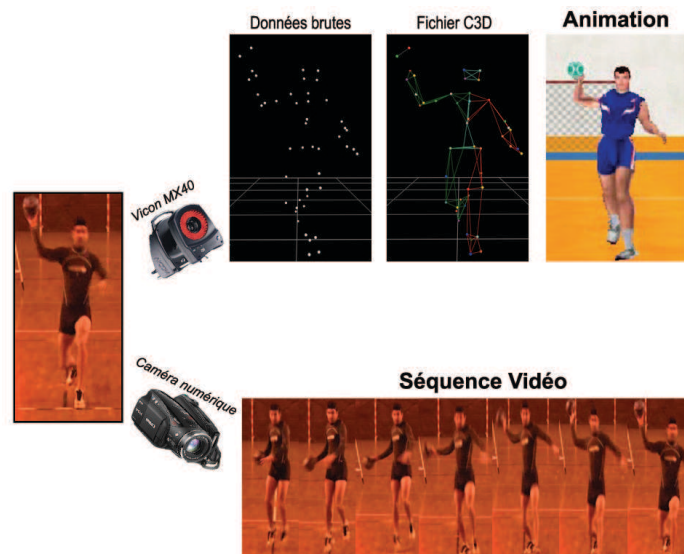 Données brutes
Fichier C3D
Animation
Vicon MX40
Caméra numérique
Séquence Vidéo